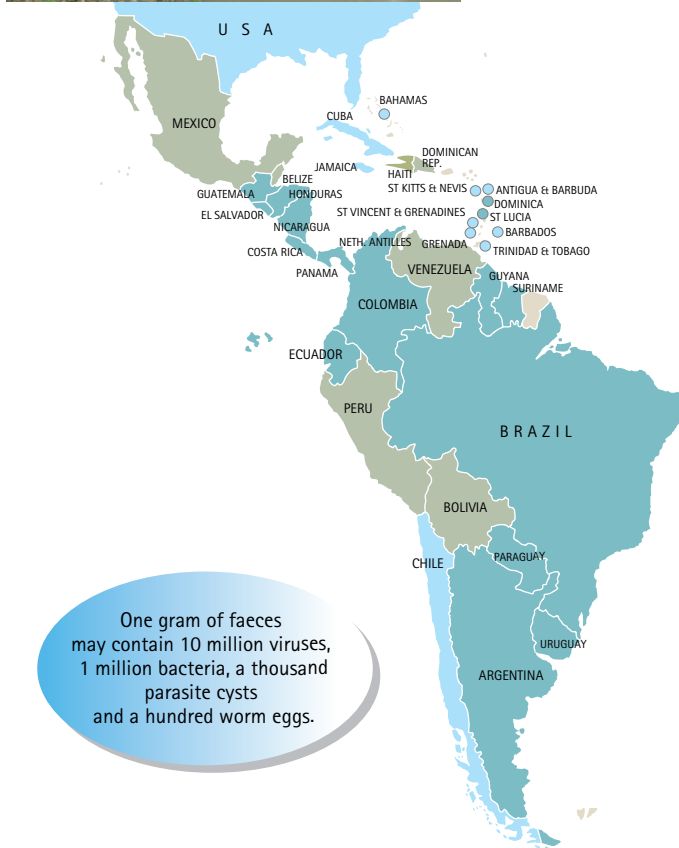 U S A
BAHAMAS
CUBA
MEXICO
DOMINICAN
REP.
JAMAICA
HAITI
BELIZE
ST KITTS & NEVIS
ANTIGUA & BARBUDA
GUATEMALA
HONDURAS
DOMINICA
EL SALVADOR
ST VINCENT & GRENADINES
ST LUCIA
NICARAGUA
BARBADOS
COSTA RICA
NETH. ANTILLES
GRENADA
TRINIDAD & TOBAGO
PANAMA
VENEZUELA
GUYANA
SURINAME
COLOMBIA
ECUADOR
PERU
B R A Z I L
BOLIVIA
CHILE
PARAGUAY
URUGUAY
ARGENTINA
One gram of faeces
may contain 10 million viruses,
1 million bacteria, a thousand
parasite cysts
and a hundred worm eggs.